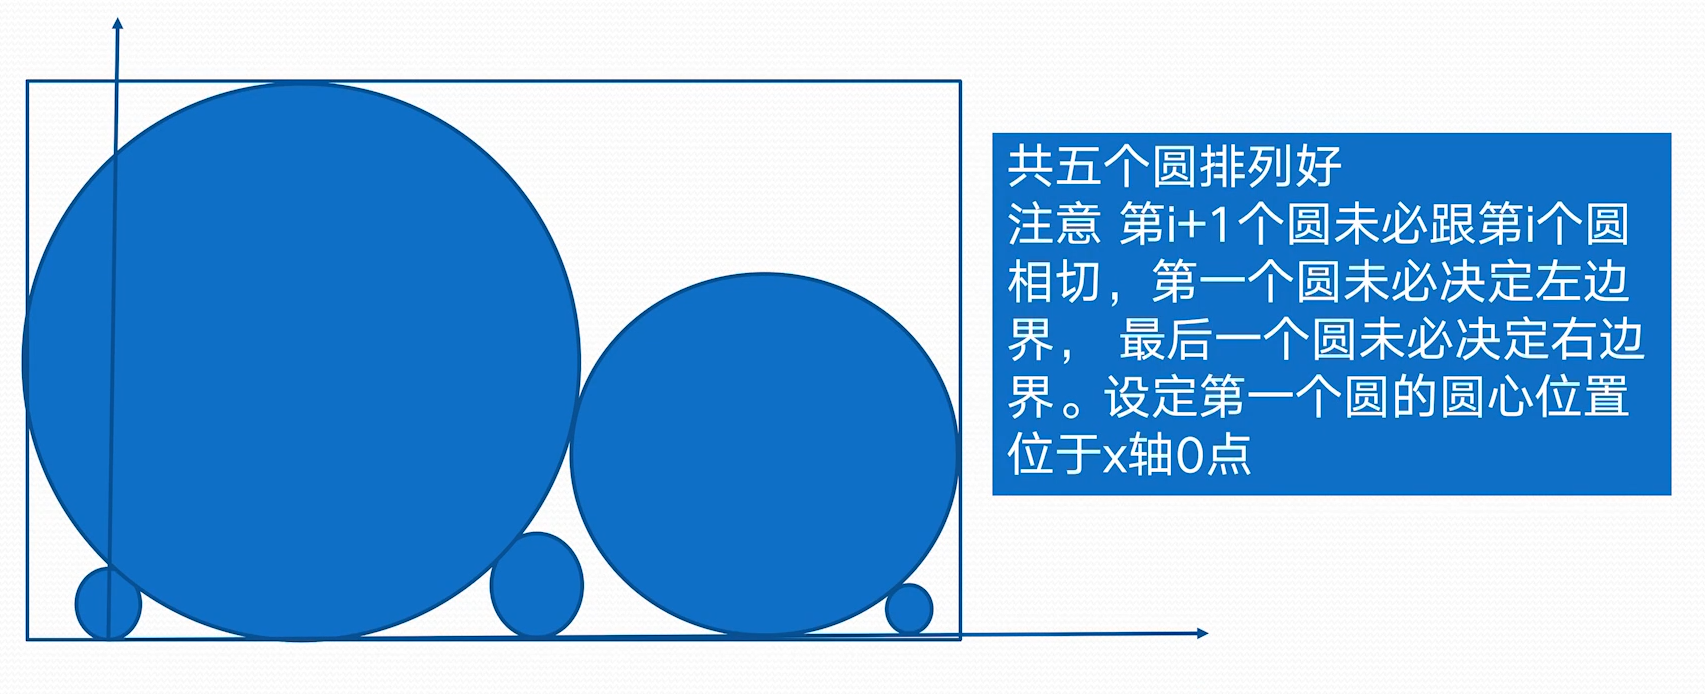 共五个圆排列好
注意 第i+1个圆未必跟第i个圆
相切，第一个圆未必决定左边
界， 最后一个圆未必决定右边
界。设定第一个圆的圆心位置
位于x轴0点